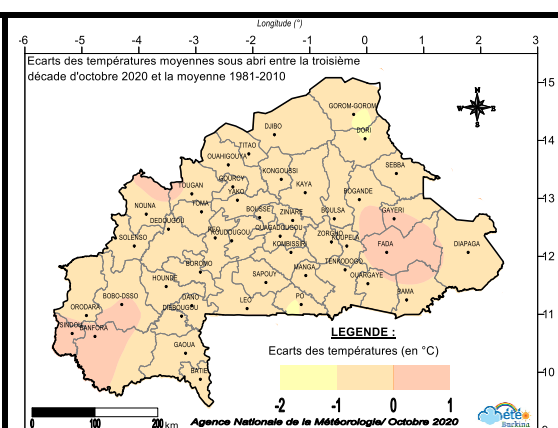 Longitude (°)
-6 -5 -4 -3 -2 -1 0 1 2 3
Ecarts des températures moyennes sous abri entre la troisième
décade d'octobre 2020 et la moyenne 1981-2010
15
N
W E
S
GOROM-GOROM
DJIBO
DORI
14
TITAO
OUAHIGOUYA
SEBBA
KONGOUSSI
GOURCY
TOUGAN
KAYA
YAKO
BOGANDE
13
NOUNA
TOMA
BOUSSE
ZINIARE
BOULSA
GAYERI
DEDOUGOU
OUAGADOUGOU
SOLENSO
KOUDOUGOU
ZORGHO
KOUPELA
KOMBISSIRI
FADA
DIAPAGA
12
BOROMO
TENKODOGO
HOUNDE
SAPOUY
MANGA
OUARGAYE
BOBO-DSSO
DANO
LEO
PO
PAMA
ORODARA
DIEBOUGOU
11
SINDOU
BANFORA
LEGENDE :
GAOUA
Ecarts des températures (en °C)
BATIE
10
-2 -1 0 1
0 100 200 km
Agence Nationale de la Météorologie/ Octobre 2020
météo
Burkina
9